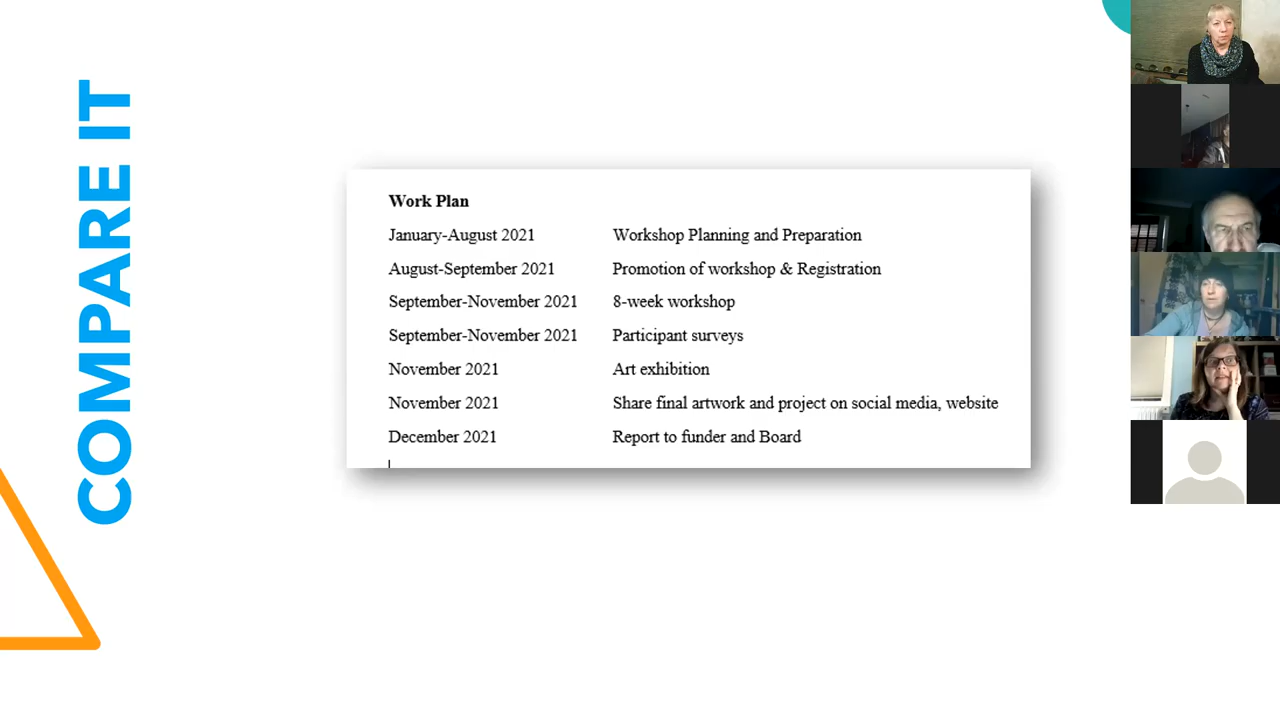 COMPARE IT
Work Plan
January-August 2021 Workshop Planning and Preparation
August-September 2021 Promotion of workshop & Registration
September-November 2021 8-week workshop
September-November 2021 Participant surveys
November 2021 Art exhibition
November 2021 Share final artwork and project on social media, website
December 2021 Report to funder and Board